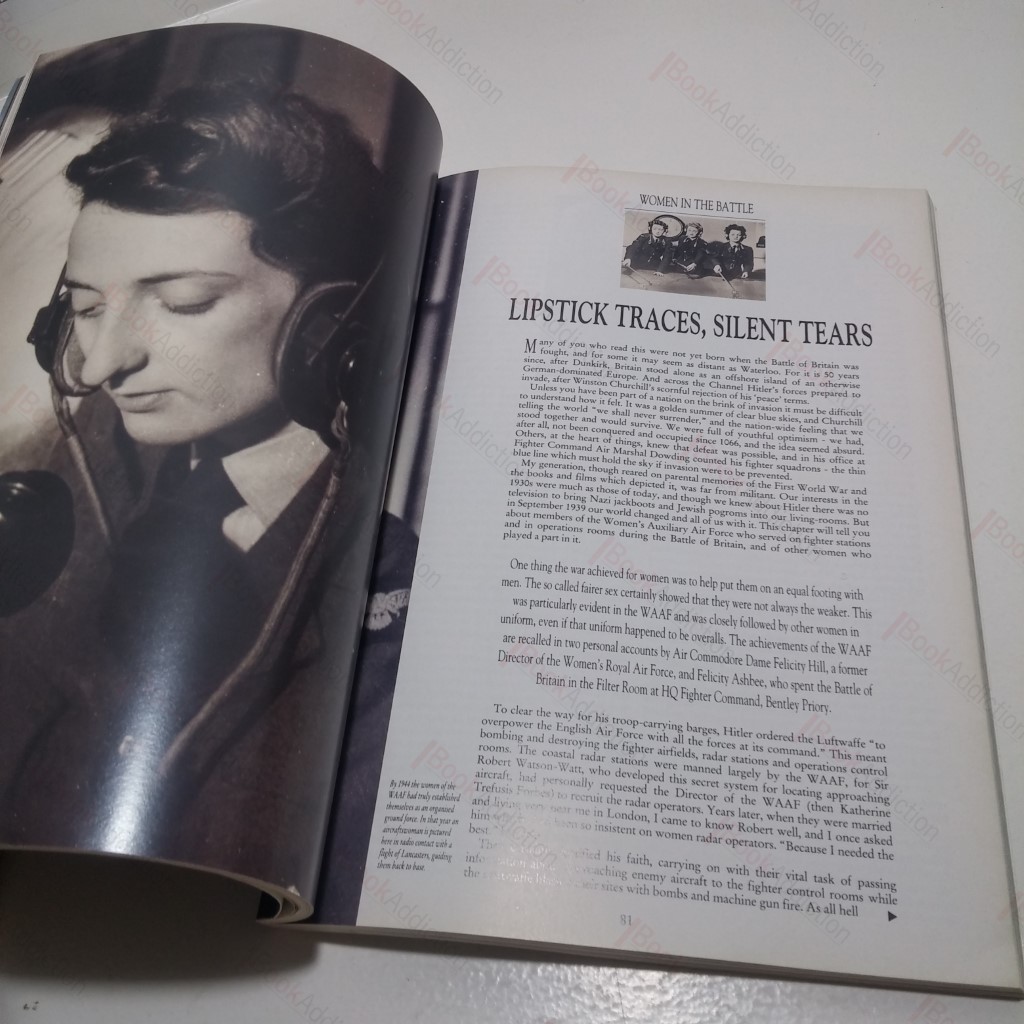 WOMEN IN THE BATTLE
LIPSTICK TRACES, SILENT TEARS
Many of you who read this were not yet born when the Battle of Britain was
fought, and for some it may seem as distant as Waterloo. For it is 50 years
since, after Dunkirk, Britain stood alone as an offshore island of an otherwise
German-dominated Europe. And across the Channel Hitler's forces prepared to
invade, after Winston Churchill's scornful rejection of his 'peace' terms.
Unless you have been part of a nation on the brink of invasion it must be difficult
to understand how it felt. It was a golden summer of clear blue skies, and Churchill
telling the world "we shall never surrender," and the nation-wide feeling that we
stood together and would survive. We were full of youthful optimism - we had,
after all, not been conquered and occupied since 1066, and the idea seemed absurd.
Others, at the heart of things, knew that defeat was possible, and in his office at
Fighter Command Air Marshal Dowding counted his fighter squadrons - the thin
blue line which must hold the sky if invasion were to be prevented.
My generation, though reared on parental memories of the First World War and
the books and films which depicted it, was far from militant. Our interests in the
1930s were much as those of today, and though we knew about Hitler there was no
television to bring Nazi jackboots and Jewish pogroms into our living-rooms. But
in September 1939 our world changed and all of us with it. This chapter will tell you
about members of the Women's Auxiliary Air Force who served on fighter stations
and in operations rooms during the Battle of Britain, and of other women who
played a part in it.
One thing the war achieved for women was to help put them on an equal footing with
men. The so called fairer sex certainly showed that they were not always the weaker. This
was particularly evident in the WAAF and was closely followed by other women in
uniform, even if that uniform happened to be overalls. The achievements of the WAAF
are recalled in two personal accounts by Air Commodore Dame Felicity Hill, a former
Director of the Women's Royal Air Force, and Felicity Ashbee, who spent the Battle of
Britain in the Filter Room at HQ Fighter Command, Bentley Priory.
To clear the way for his troop-carrying barges, Hitler ordered the Luftwaffe "to
overpower the English Air Force with all the forces at its command." This meant
bombing and destroying the fighter airfields, radar stations and operations control
rooms. The coastal radar stations were manned largely by the WAAF, for Sir
Robert Watson-Watt, who developed this secret system for locating approaching
aircraft, had personally requested the Director of the WAAF (then Katherine
Trefusis Forbes) to recruit the radar operators. Years later, when they were married
and living very near me in London, I came to know Robert well, and I once asked
him so insistent on women radar operators. "Because I needed the
best
his faith, carrying on with their vital task of passing
enemy aircraft to the fighter control rooms while
the sites with bombs and machine gun fire. As all hell
By 1944 the women of the
WAAF had truly established
themselves as an organised
ground force. In that year an
aircraftswoman is pictured
here in radio contact with a
flight of Lancasters, guiding
them back to base.
81
BookAddiction